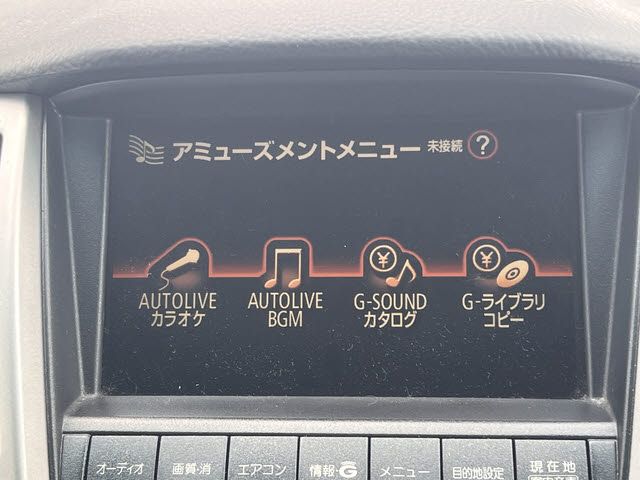 アミューズメントメニュー 未接続 ?
AUTOLIVE カラオケ
AUTOLIVE BGM
G-SOUND カタログ
G-ライブラリ コピー
オーディオ 画質・消 エアコン 情報・G メニュー 目的地設定 現在地